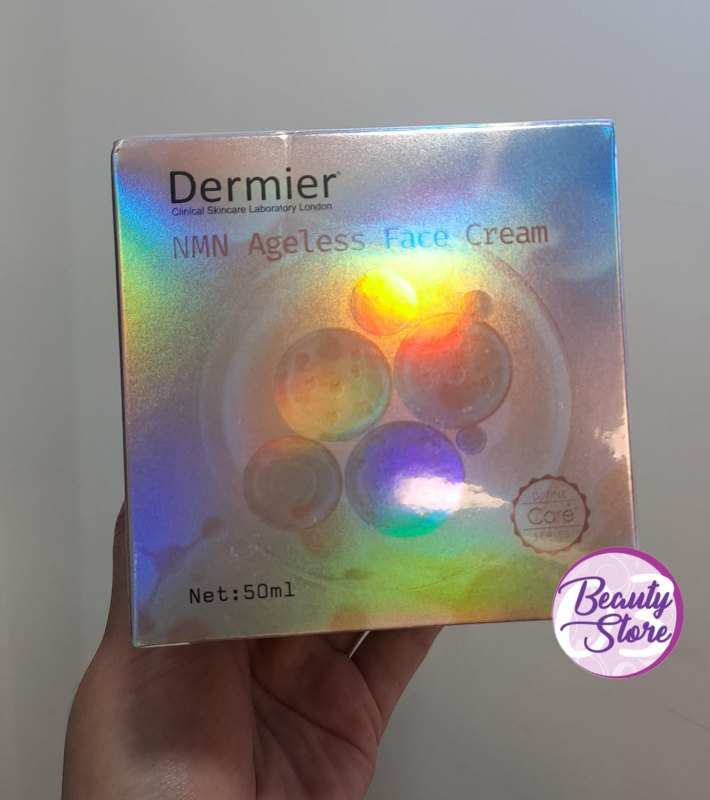 Dermier
Clinical Skincare Laboratory London
NMN Ageless Face Cream
Care
SERIES
Net:50ml
Beauty
Store